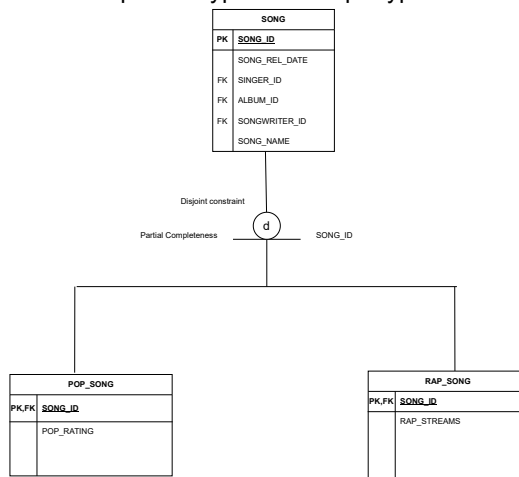 SONG
PK SONG_ID
SONG_REL_DATE
FK SINGER_ID
FK ALBUM_ID
FK SONGWRITER_ID
SONG_NAME
Disjoint constraint
d
Partial Completeness SONG_ID
POP_SONG
PK,FK SONG_ID
POP_RATING
RAP_SONG
PK,FK SONG_ID
RAP_STREAMS